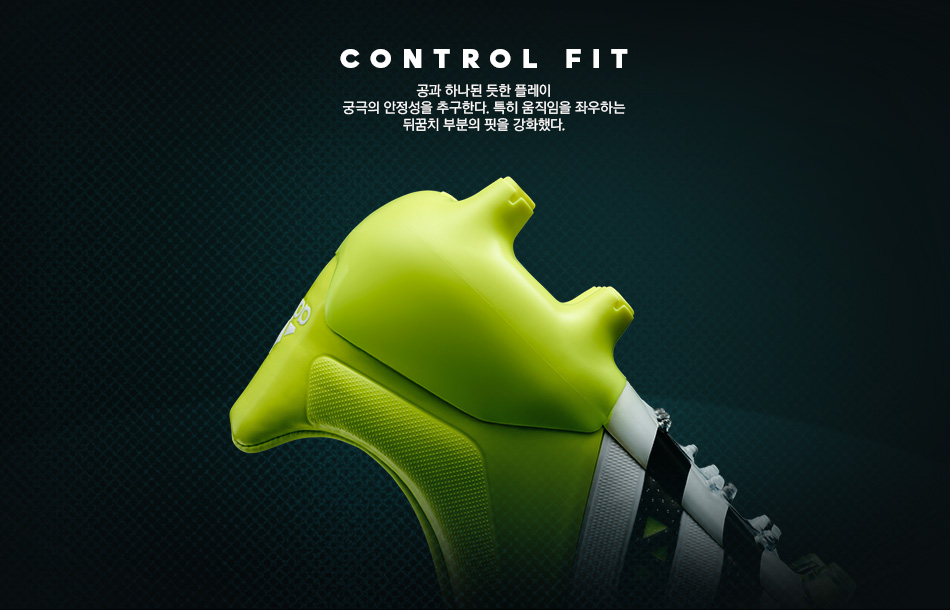 CONTROL FIT
공과 하나된 듯한 플레이
궁극의 안정성을 추구한다. 특히 움직임을 좌우하는
뒤꿈치 부분의 핏을 강화했다.